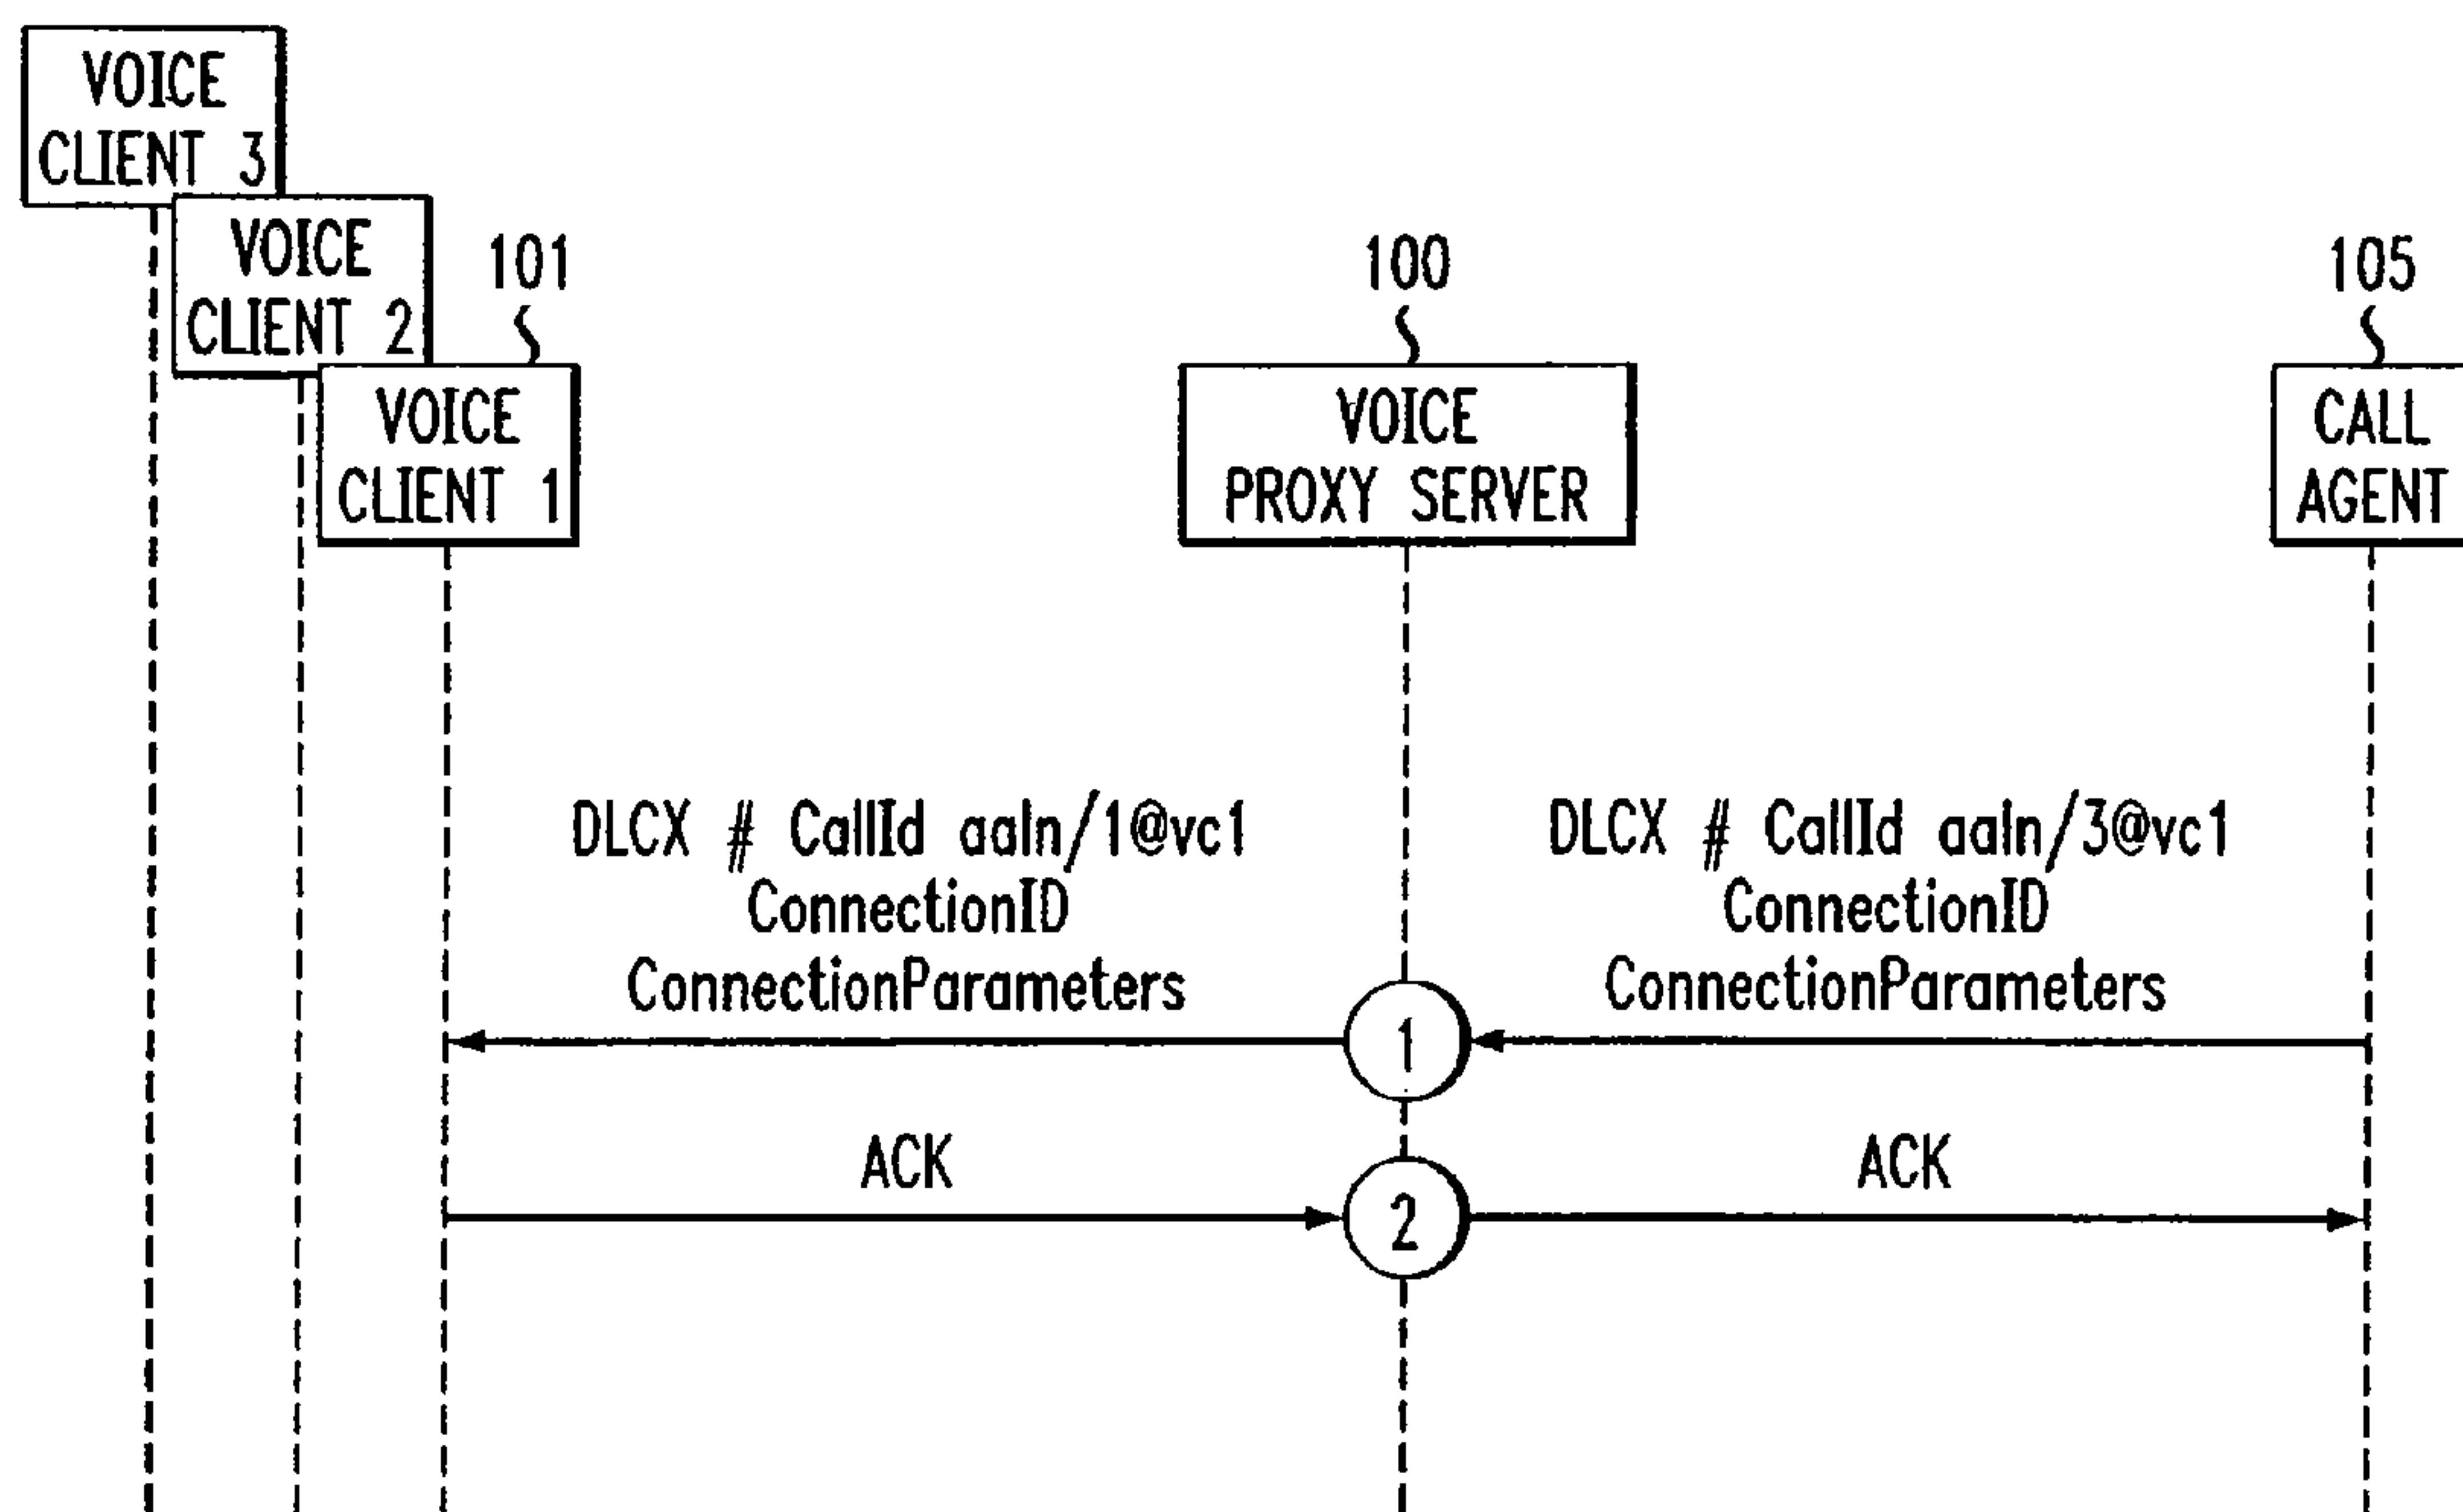 VOICE
CLIENT 3
VOICE
CLIENT 2
101
VOICE
CLIENT 1
100
VOICE
PROXY SERVER
105
CALL
AGENT
DLCX # CallId aaln/1@vc1
ConnectionID
ConnectionParameters
DLCX # CallId aaln/3@vc1
ConnectionID
ConnectionParameters
1
ACK
ACK
2